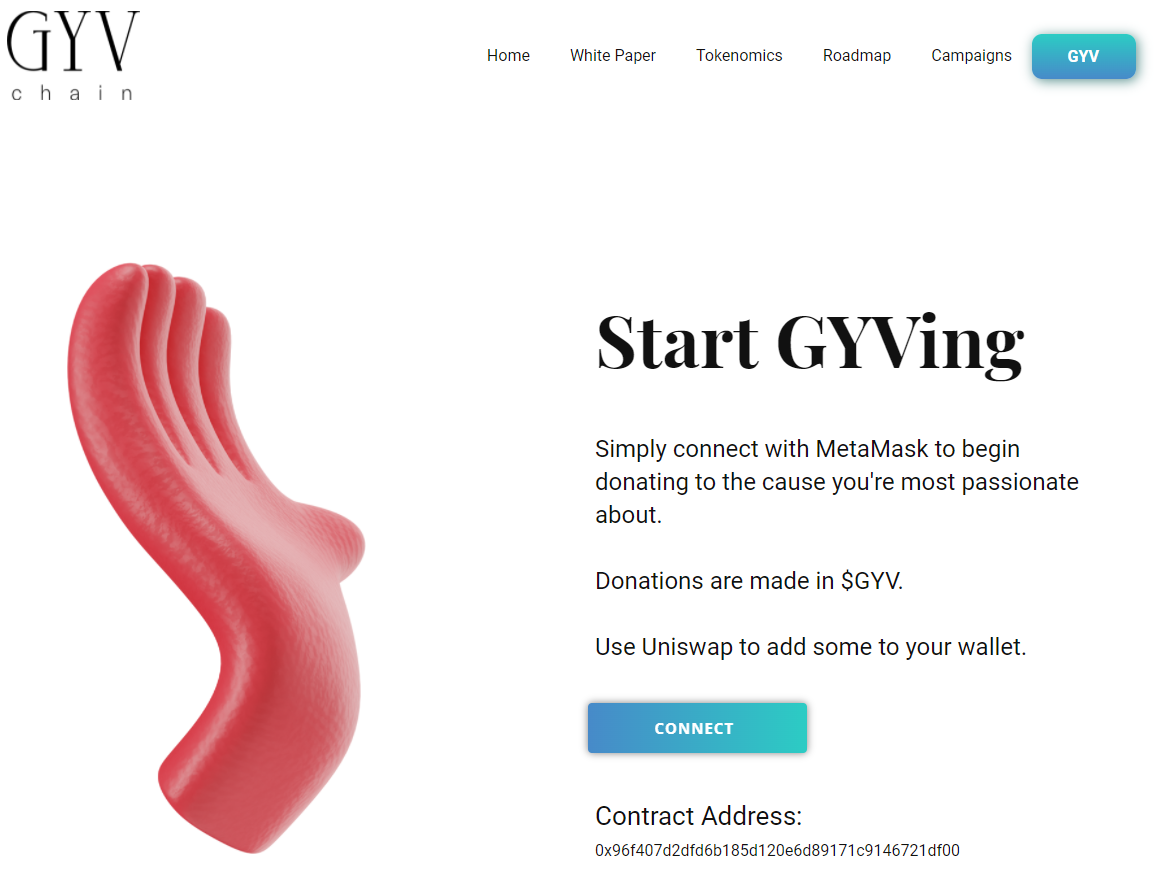 GYV
chain
Home
White Paper
Tokenomics
Roadmap
Campaigns
GYV
Start GYVing
Simply connect with MetaMask to begin
donating to the cause you're most passionate
about.
Donations are made in $GYV.
Use Uniswap to add some to your wallet.
CONNECT
Contract Address:
0x96f407d2dfd6b185d120e6d89171c9146721df00